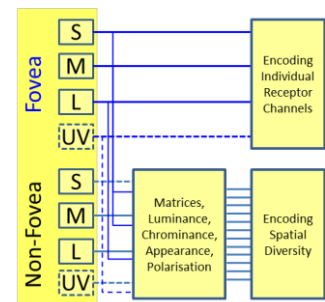 Fovea
S
M
L
UV
Encoding
Individual
Receptor
Channels
Non-Fovea
S
M
L
UV
Matrices,
Luminance,
Chrominance,
Appearance,
Polarisation
Encoding
Spatial
Diversity